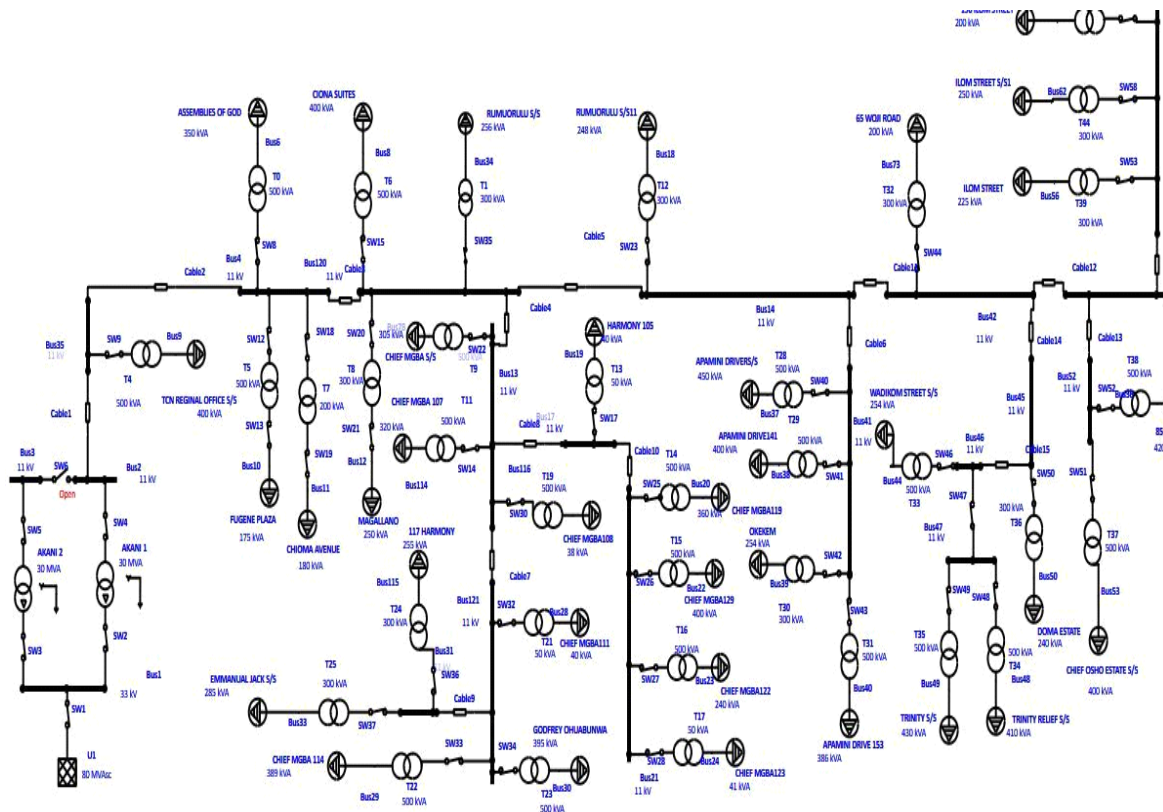 200 kVA
ASSEMBLIES OF GOD
350 kVA
Bus6
T0
500 kVA
SW8
CIONA SUITES
400 kVA
Bus8
T6
500 kVA
SW15
RUMUORULU S/S
256 kVA
Bus34
T1
300 kVA
SW35
RUMUORULU S/S11
248 kVA
Bus18
T12
300 kVA
SW23
65 WOJI ROAD
200 kVA
Bus73
T32
300 kVA
SW44
ILOM STREET S/S1
250 kVA
Bus62
SW58
T44
300 kVA
ILOM STREET
225 kVA
Bus56
SW53
T39
300 kVA
Cable2
Bus4
11 kV
Bus120
11 kV
Cable4
Cable5
Bus14
11 kV
Bus42
11 kV
Cable12
Bus35
11 kV
SW9
Bus9
T4
500 kVA
TCN REGINAL OFFICE S/S
400 kVA
Cable1
Bus3
11 kV
SW6
Open
Bus2
11 kV
SW5
SW4
AKANI 2
30 MVA
AKANI 1
30 MVA
SW3
SW2
Bus1
33 kV
SW1
U1
80 MVAsc
SW12
T5
500 kVA
SW13
Bus10
FUGENE PLAZA
175 kVA
SW18
T7
200 kVA
SW19
Bus11
CHIOMA AVENUE
180 kVA
SW20
T8
300 kVA
SW21
Bus12
MAGALLANO
250 kVA
305 kVA
CHIEF MGBA S/S
SW22
500 kVA
T9
Bus13
11 kV
CHIEF MGBA 107
320 kVA
T11
500 kVA
SW14
Bus114
Bus116
Cable8
Bus17
11 kV
HARMONY 105
40 kVA
Bus19
T13
50 kVA
SW17
T19
500 kVA
SW30
CHIEF MGBA108
38 kVA
117 HARMONY
255 kVA
Bus115
T24
300 kVA
Bus31
SW36
Cable7
Bus121
11 kV
SW32
Bus28
T21
50 kVA
CHIEF MGBA111
40 kVA
EMMANUAL JACK S/S
285 kVA
T25
300 kVA
Bus33
SW37
Cable9
CHIEF MGBA 114
389 kVA
SW33
T22
500 kVA
Bus29
SW34
GODFREY OHUABUNWA
395 kVA
Bus30
T23
500 kVA
Cable10
T14
500 kVA
SW25
Bus20
360 kVA
CHIEF MGBA119
T15
500 kVA
SW26
Bus22
CHIEF MGBA129
400 kVA
T16
500 kVA
SW27
Bus23
CHIEF MGBA122
240 kVA
T17
50 kVA
SW28
Bus24
CHIEF MGBA123
41 kVA
Bus21
11 kV
Cable6
APAMINI DRIVERS/S
450 kVA
T28
500 kVA
SW40
Bus37
T29
500 kVA
APAMINI DRIVE141
400 kVA
Bus38
SW41
Bus41
11 kV
OKEKEM
254 kVA
SW42
Bus39
T30
300 kVA
SW43
T31
500 kVA
Bus40
APAMINI DRIVE 153
386 kVA
WADIKOM STREET S/S
254 kVA
Bus44
SW46
500 kVA
T33
Bus46
11 kV
Bus45
11 kV
Cable14
Cable15
SW47
Bus47
11 kV
SW49
SW48
T35
500 kVA
Bus49
TRINITY S/S
430 kVA
500 kVA
T34
Bus48
TRINITY RELIEF S/S
410 kVA
SW50
300 kVA
T36
Bus50
DOMA ESTATE
240 kVA
Cable13
Bus52
11 kV
T38
500 kVA
SW52
SW51
T37
500 kVA
Bus53
CHIEF OSHO ESTATE S/S
400 kVA